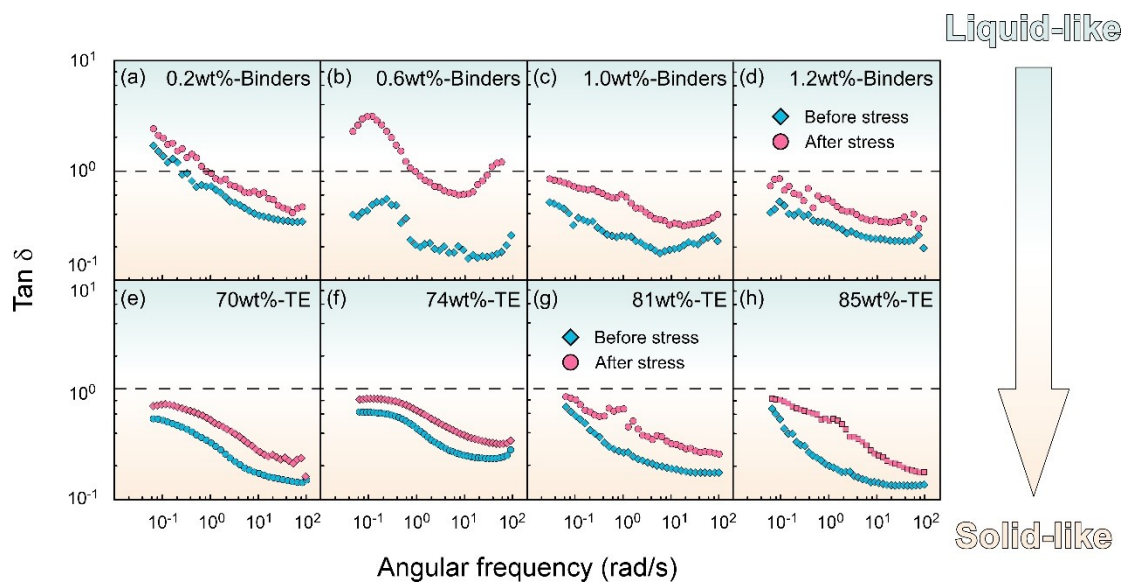 Liquid-like
Tan δ
10¹
10⁰
10⁻¹
(a) 0.2wt%-Binders
(b) 0.6wt%-Binders
(c) 1.0wt%-Binders
(d) 1.2wt%-Binders
Before stress
After stress
10¹
10⁰
10⁻¹
(e) 70wt%-TE
(f) 74wt%-TE
(g) 81wt%-TE
(h) 85wt%-TE
Before stress
After stress
10⁻¹ 10⁰ 10¹ 10² 10⁻¹ 10⁰ 10¹ 10² 10⁻¹ 10⁰ 10¹ 10² 10⁻¹ 10⁰ 10¹ 10²
Angular frequency (rad/s)
Solid-like